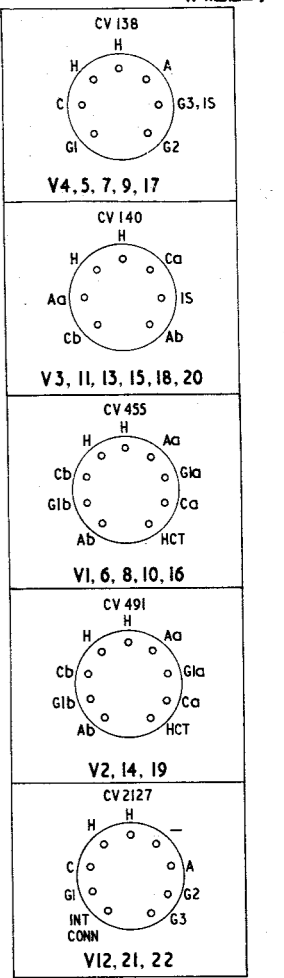 CV 138
H
H A
C G3, IS
G1 G2
V4, 5, 7, 9, 17
CV 140
H
H Ca
Aa IS
Cb Ab
V3, 11, 13, 15, 18, 20
CV 455
H
H Aa
Cb G1a
G1b Ca
Ab HCT
V1, 6, 8, 10, 16
CV 491
H
H Aa
Cb G1a
G1b Ca
Ab HCT
V2, 14, 19
CV 2127
H
H —
C A
G1 G2
INT G3
CONN
V12, 21, 22